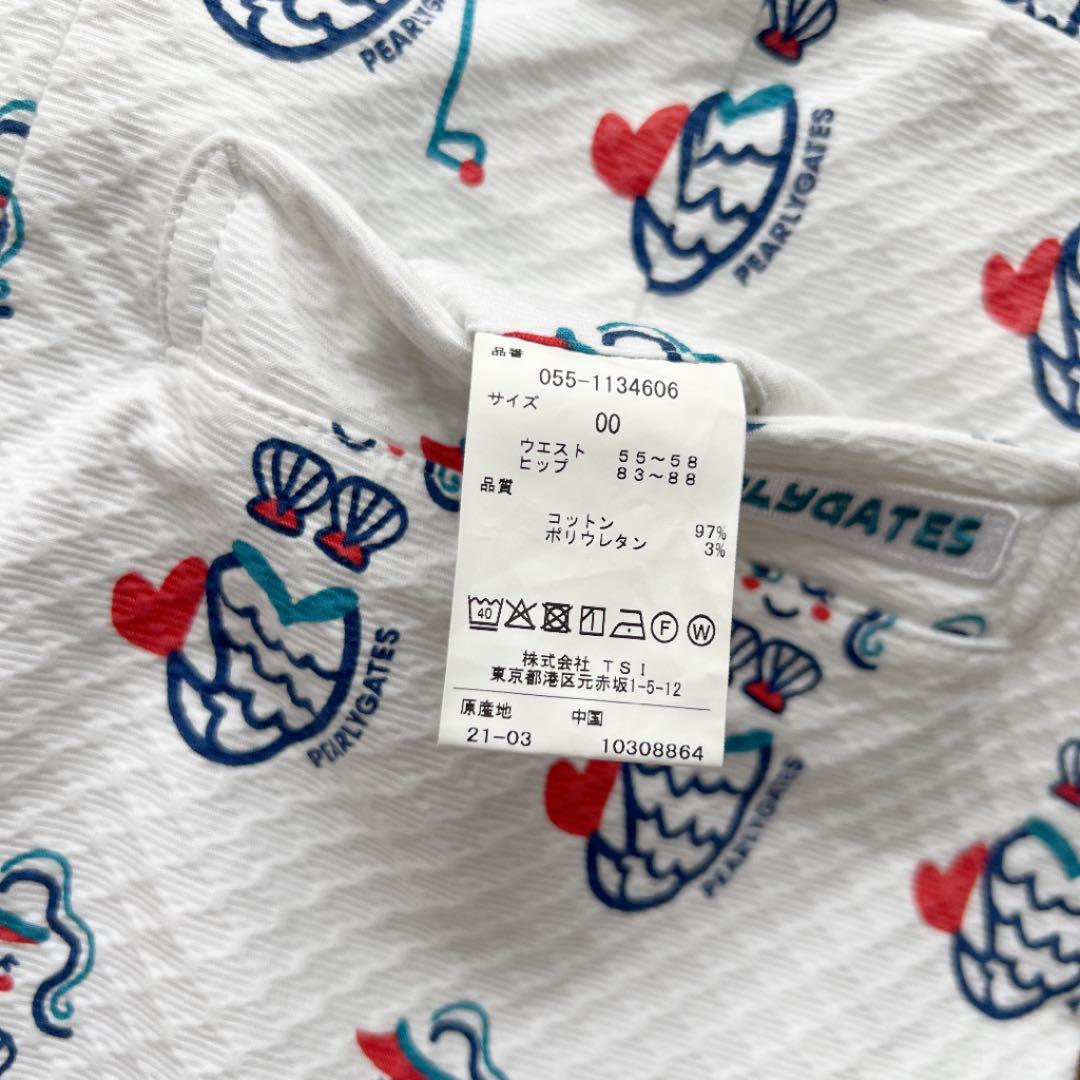 PEARLYGATES
PEARLYGATES
品番
055-1134606
サイズ
00
ウエスト 55～58
ヒップ 83～88
品質
コットン 97%
ポリウレタン 3%
40
F
W
株式会社 TSI
東京都港区元赤坂1-5-12
原産地 中国
21-03 10308864
LYGATES
PEARLYGATES
PEARLYGATES